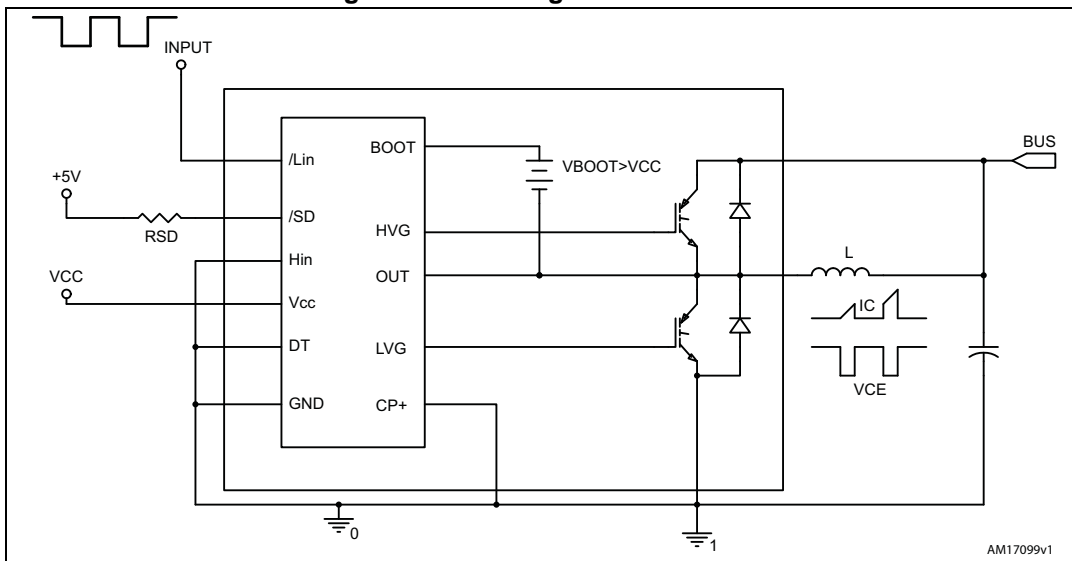 INPUT
BUS
/Lin
BOOT
VBOOT>VCC
+5V
/SD
RSD
HVG
Hin
L
VCC
OUT
Vcc
IC
DT
LVG
VCE
GND
CP+
0
1
AM17099v1